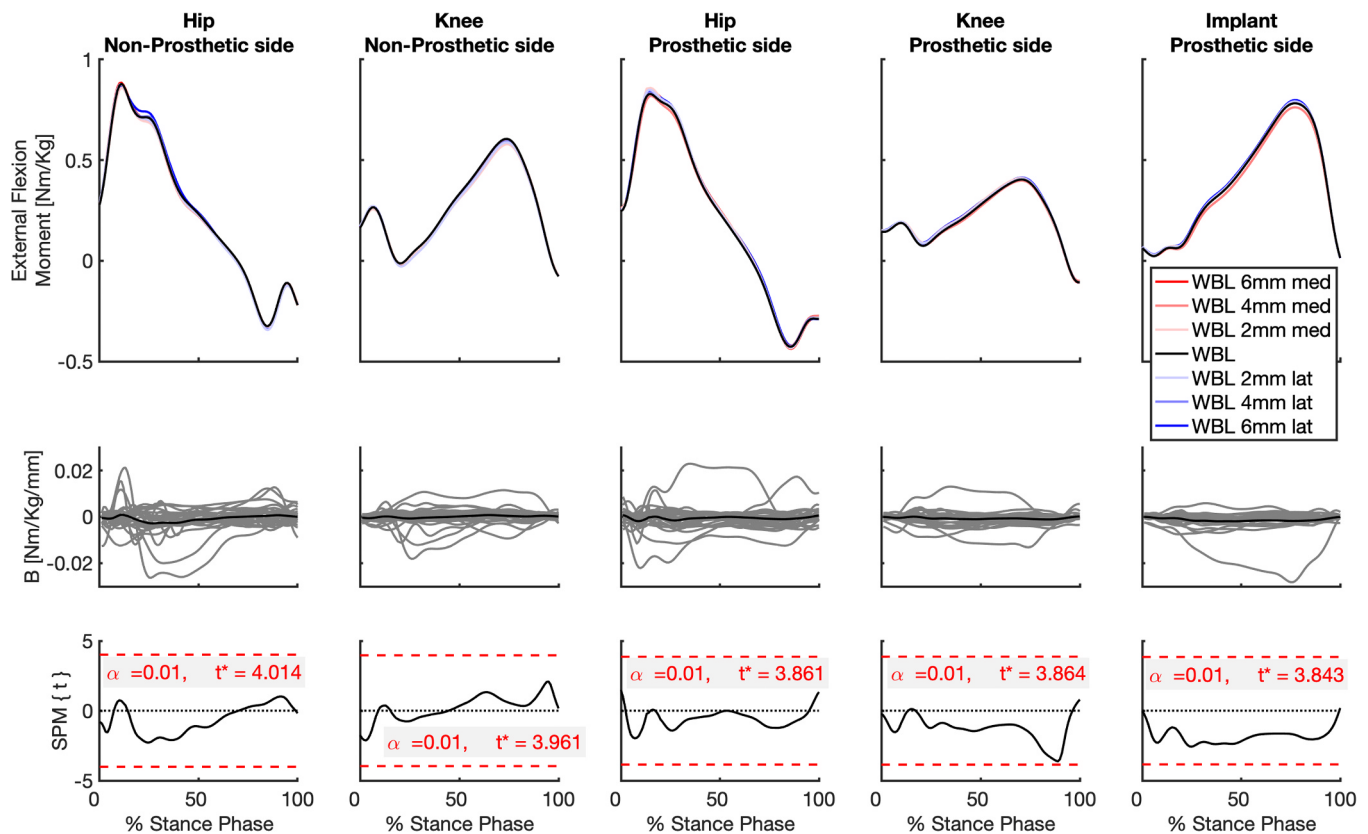 Hip
Non-Prosthetic side
Knee
Non-Prosthetic side
Hip
Prosthetic side
Knee
Prosthetic side
Implant
Prosthetic side
External Flexion
Moment [Nm/Kg]
1
0.5
0
-0.5
WBL 6mm med
WBL 4mm med
WBL 2mm med
WBL
WBL 2mm lat
WBL 4mm lat
WBL 6mm lat
B [Nm/Kg/mm]
0.02
0
-0.02
SPM { t }
5
0
-5
α =0.01, t* = 4.014
α =0.01, t* = 3.961
α =0.01, t* = 3.861
α =0.01, t* = 3.864
α =0.01, t* = 3.843
0 50 100
0 50 100
0 50 100
0 50 100
0 50 100
% Stance Phase
% Stance Phase
% Stance Phase
% Stance Phase
% Stance Phase